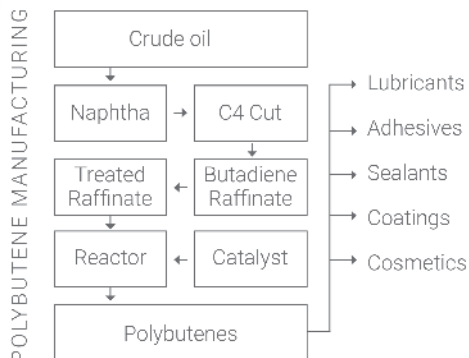 POLYBUTENE MANUFACTURING
Crude oil
Naphtha
C4 Cut
Treated
Raffinate
Butadiene
Raffinate
Reactor
Catalyst
Polybutenes
Lubricants
Adhesives
Sealants
Coatings
Cosmetics